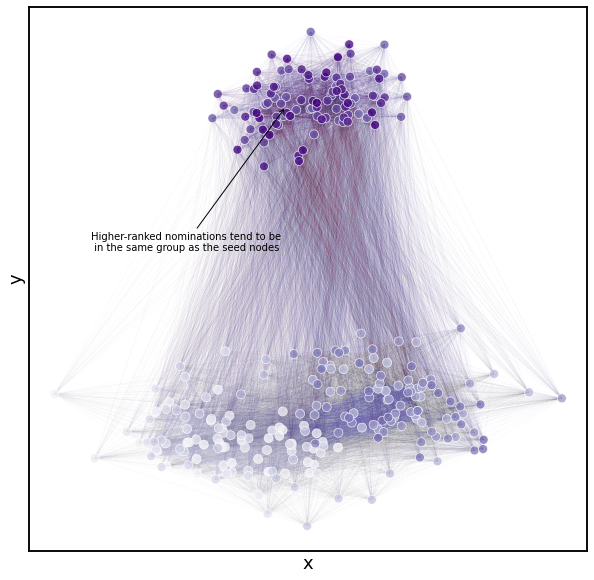 Higher-ranked nominations tend to be
in the same group as the seed nodes
y
x